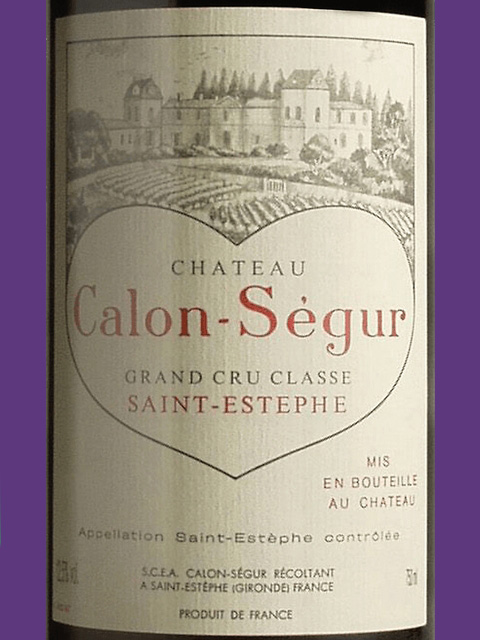 CHATEAU
Calon-Ségur
GRAND CRU CLASSE
SAINT-ESTEPHE
MIS
EN BOUTEILLE
AU CHATEAU
Appellation Saint-Estèphe contrôlée
S.C.E.A. CALON-SÉGUR RÉCOLTANT
A SAINT-ESTÈPHE (GIRONDE) FRANCE
PRODUIT DE FRANCE